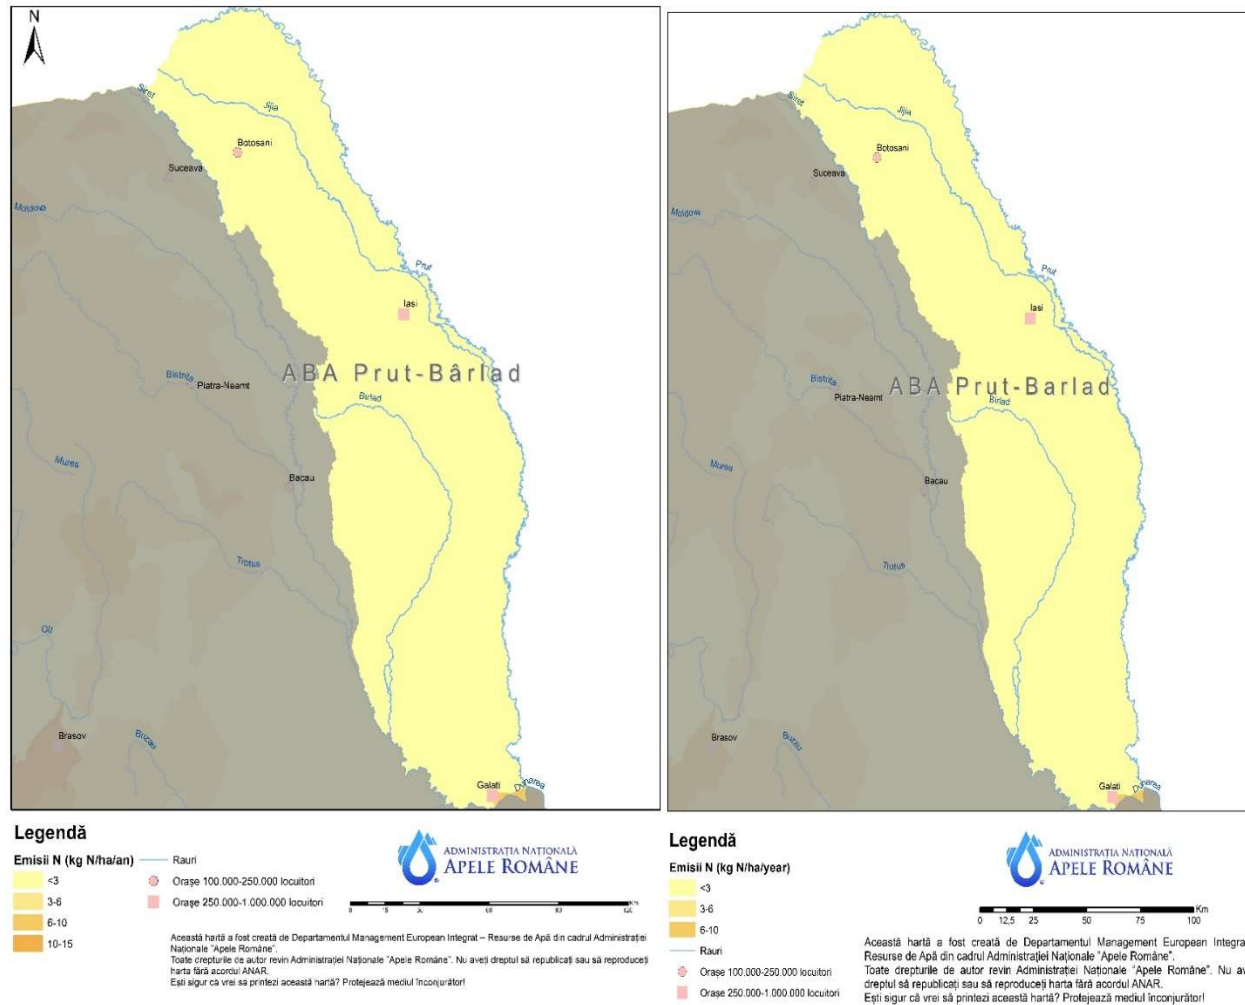 N
Siret
Jijia
Botosani
Suceava
Moldova
Prut
Iasi
ABA Prut-Bârlad
Bistrita
Piatra-Neamt
Birlad
Mures
Bacau
Trotus
Olt
Brasov
Buzau
Galati
Dunarea
Legendă
Emisii N (kg N/ha/an)
<3
3-6
6-10
10-15
Rauri
Orașe 100.000-250.000 locuitori
Orașe 250.000-1.000.000 locuitori
ADMINISTRAȚIA NAȚIONALĂ
APELE ROMÂNE
Km
Această hartă a fost creată de Departamentul Management European Integrat – Resurse de Apă din cadrul Administrației
Naționale "Apele Române".
Toate drepturile de autor revin Administrației Naționale "Apele Române". Nu aveți dreptul să republicați sau să reproduceți
harta fără acordul ANAR.
Ești sigur că vrei să printezi această hartă? Protejează mediul înconjurător!
Siret
Jijia
Botosani
Suceava
Moldova
Prut
Iasi
ABA Prut-Barlad
Bistrita
Piatra-Neamt
Birlad
Mures
Bacau
Trotus
Olt
Brasov
Buzau
Galati
Dunarea
Legendă
Emisii N (kg N/ha/year)
<3
3-6
6-10
Rauri
Orașe 100.000-250.000 locuitori
Orașe 250.000-1.000.000 locuitori
ADMINISTRAȚIA NAȚIONALĂ
APELE ROMÂNE
0 12,5 25 50 75 100 Km
Această hartă a fost creată de Departamentul Management European Integra
Resurse de Apă din cadrul Administrației Naționale "Apele Române".
Toate drepturile de autor revin Administrației Naționale "Apele Române". Nu av
dreptul să republicați sau să reproduceți harta fără acordul ANAR.
Ești sigur că vrei să printezi această hartă? Protejează mediul înconjurător!